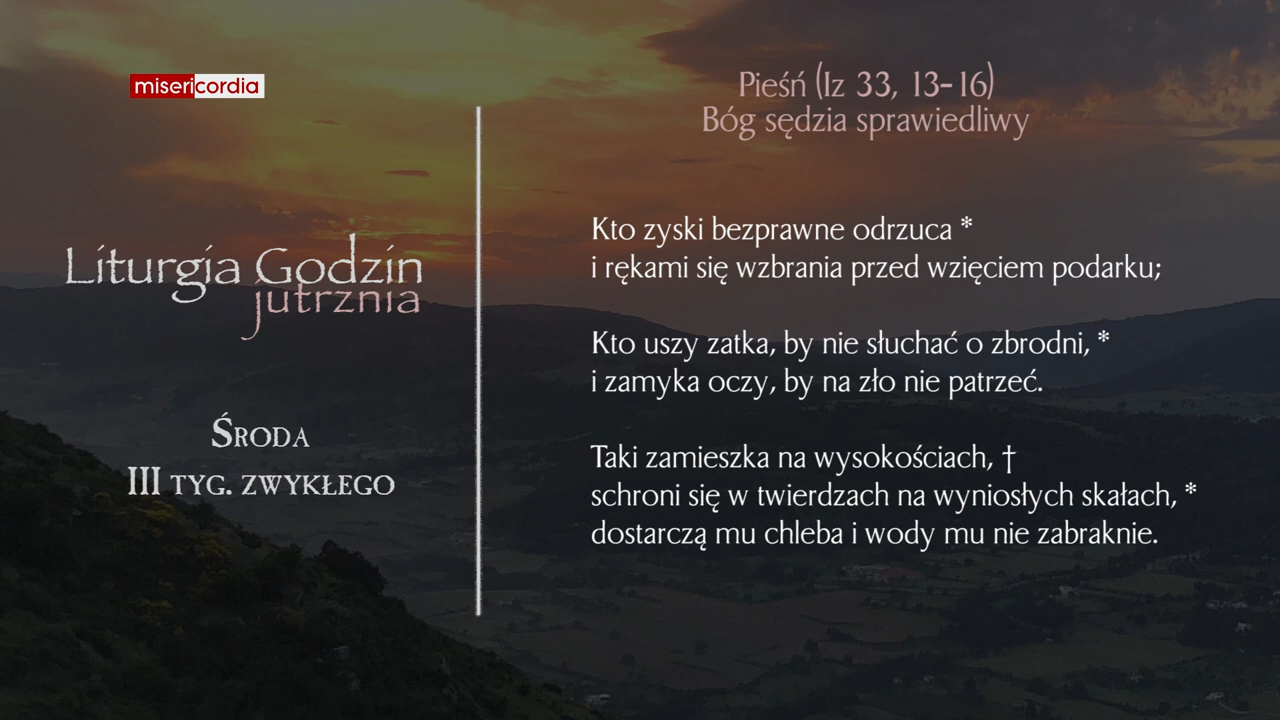 misericordia
Liturgia Godzin
jutrznia
Środa
III tyg. zwykłego
Pieśń (Iz 33, 13-16)
Bóg sędzia sprawiedliwy
Kto zyski bezprawne odrzuca *
i rękami się wzbrania przed wzięciem podarku;
Kto uszy zatka, by nie słuchać o zbrodni, *
i zamyka oczy, by na zło nie patrzeć.
Taki zamieszka na wysokościach, †
schroni się w twierdzach na wyniosłych skałach, *
dostarczą mu chleba i wody mu nie zabraknie.